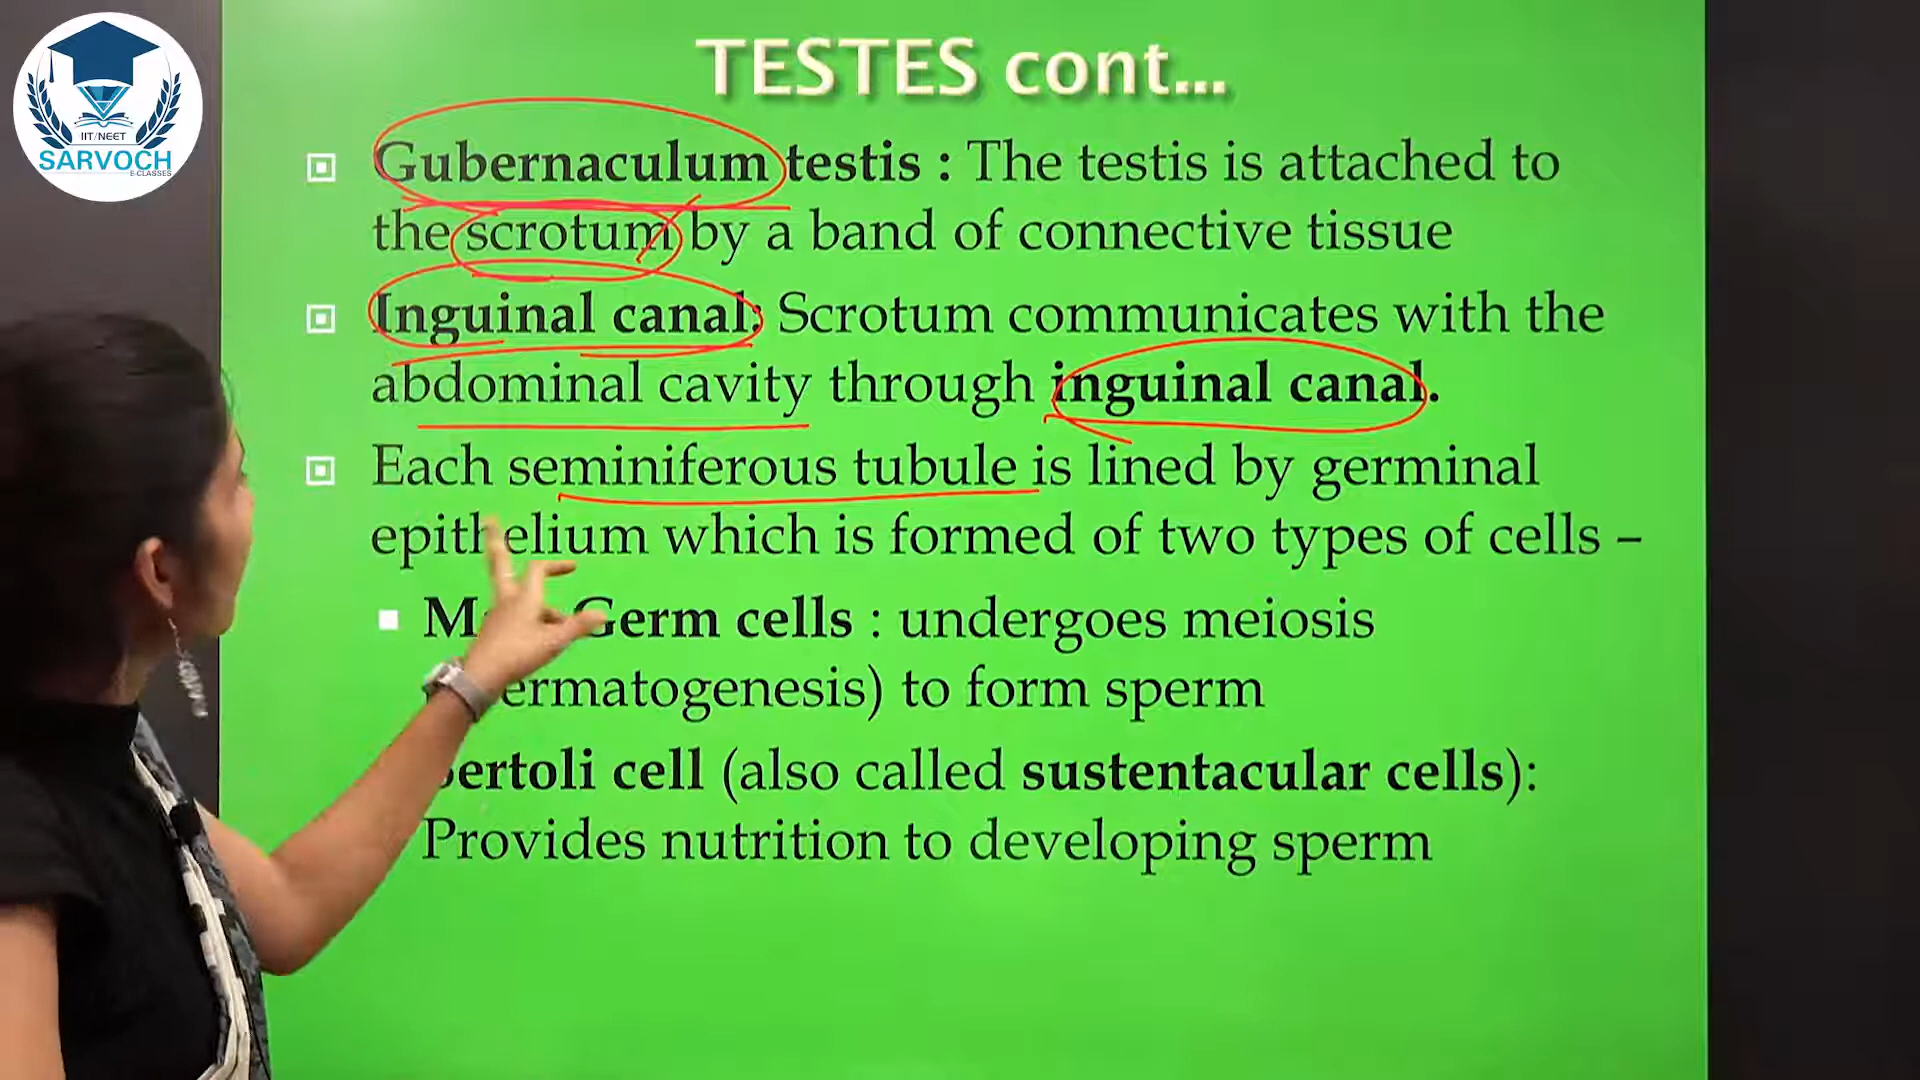 IIT/NEET
SARVOCH
E-CLASSES
TESTES cont...
Gubernaculum testis : The testis is attached to
the scrotum by a band of connective tissue
Inguinal canal: Scrotum communicates with the
abdominal cavity through inguinal canal.
Each seminiferous tubule is lined by germinal
epithelium which is formed of two types of cells –
Germ cells : undergoes meiosis
to form sperm
cell (also called sustentacular cells):
Provides nutrition to developing sperm